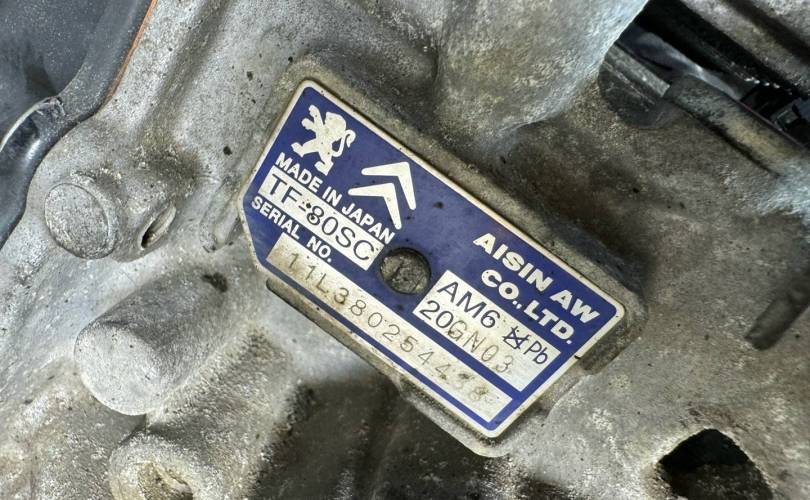 MADE IN JAPAN
TF-80SC
SERIAL NO.
11L380254438
AISIN AW
CO.,LTD.
AM6 Pb
20GN03